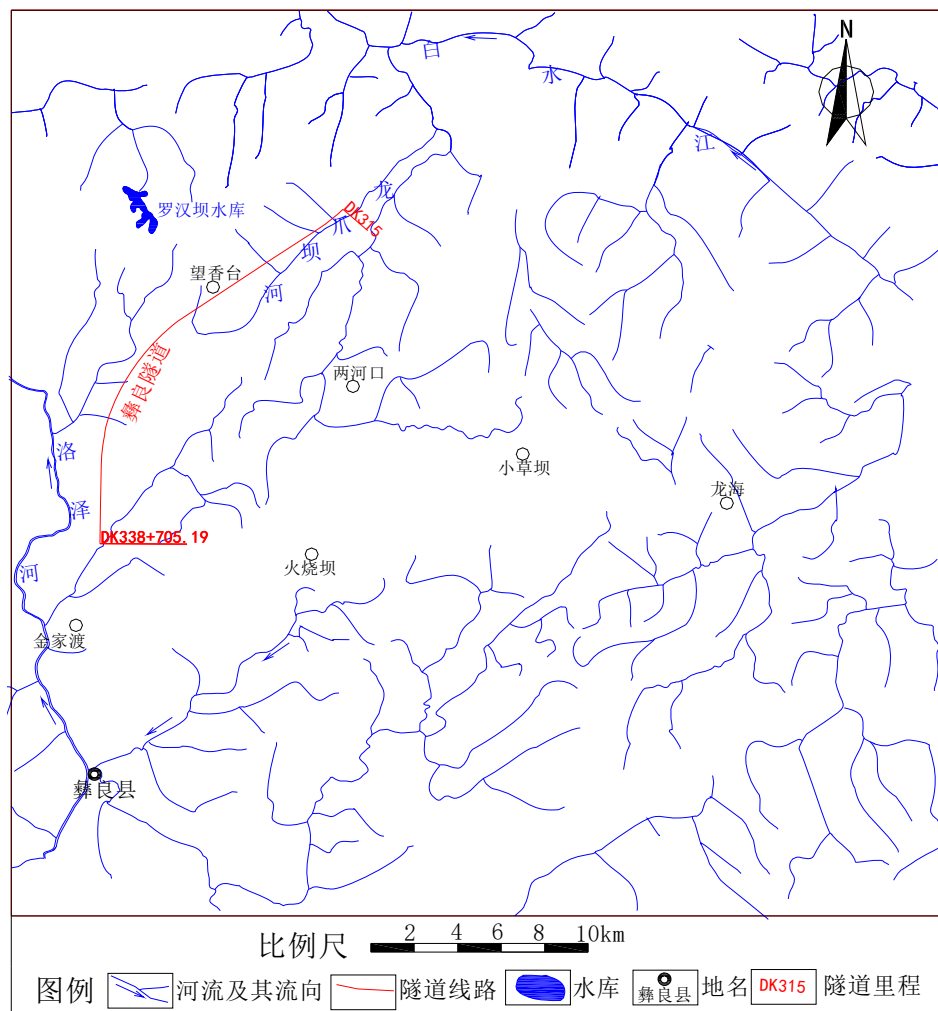 N
白水江
罗汉坝水库
龙爪坝河
DK315
望香台
彝良隧道
两河口
洛泽河
小草坝
龙海
DK338+705.19
火烧坝
金家渡
彝良县
比例尺 2 4 6 8 10km
图例 河流及其流向 隧道线路 水库 彝良县 地名 DK315 隧道里程